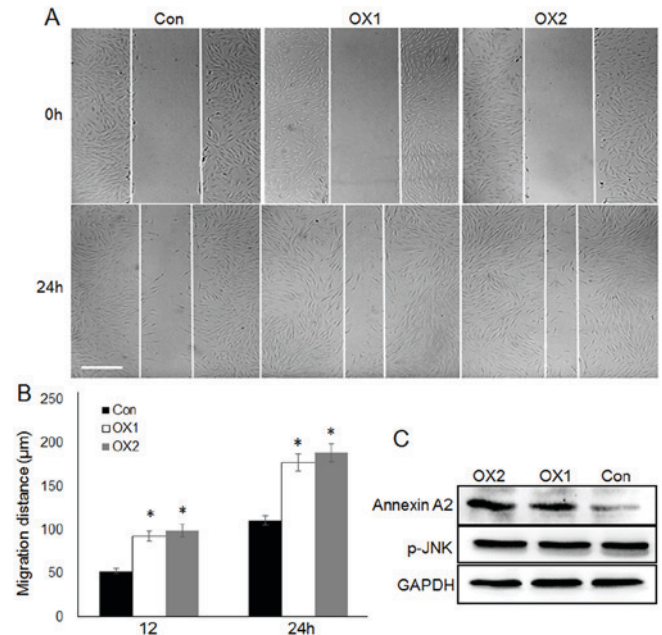 A
Con OX1 OX2
0h
24h
B
Migration distance (µm)
250
200
150
100
50
0
Con
OX1
OX2
* *
* *
12 24h
C
OX2 OX1 Con
Annexin A2
p-JNK
GAPDH